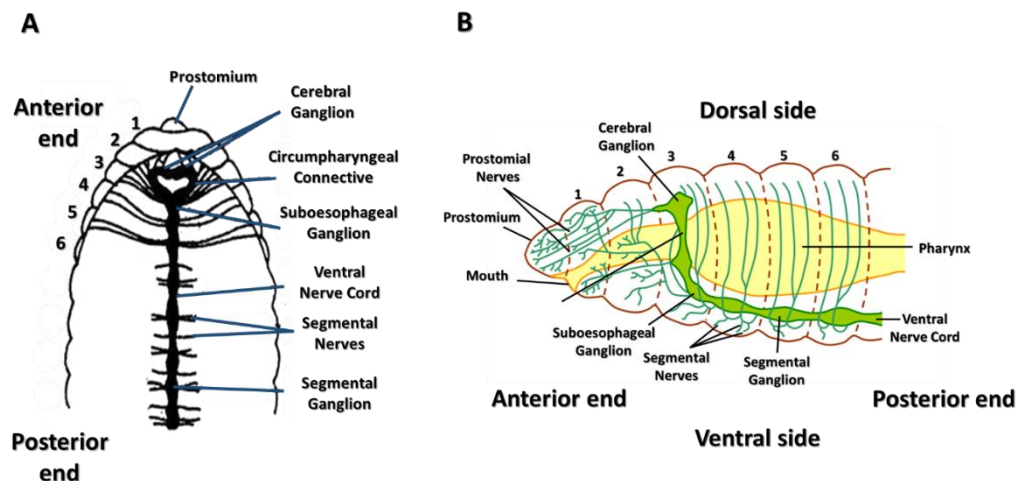 A
Prostomium
Anterior
end
Cerebral
Ganglion
1
2
3
4
5
6
Circumpharyngeal
Connective
Suboesophageal
Ganglion
Ventral
Nerve Cord
Segmental
Nerves
Segmental
Ganglion
Posterior
end
B
Dorsal side
Cerebral
Ganglion
Prostomial
Nerves
1
2
3
4
5
6
Prostomium
Mouth
Pharynx
Suboesophageal
Ganglion
Segmental
Nerves
Segmental
Ganglion
Ventral
Nerve Cord
Anterior end
Posterior end
Ventral side